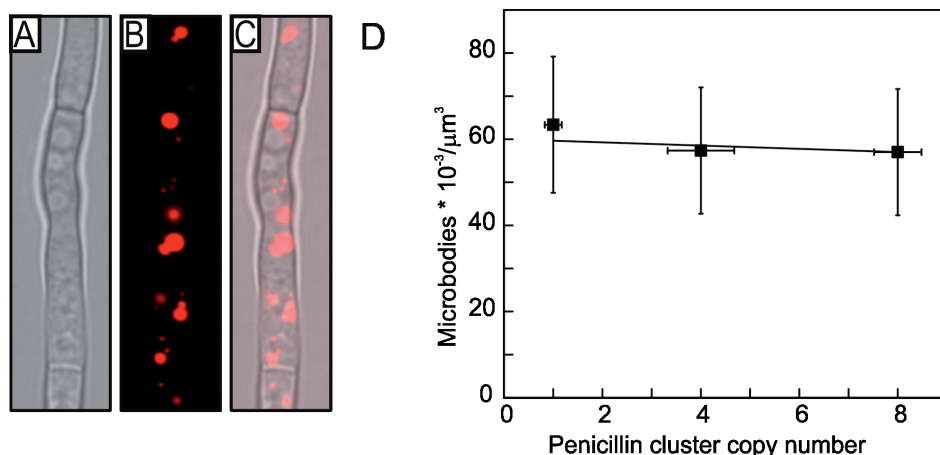 A
B
C
D
80
60
40
20
0
0 2 4 6 8
Microbodies * 10⁻³/µm³
Penicillin cluster copy number